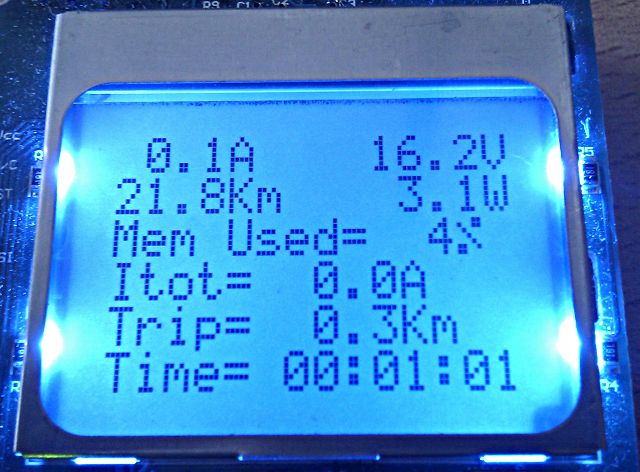 0.1A 16.2V
21.8Km 3.1W
Mem Used= 4%
Itot= 0.0A
Trip= 0.3Km
Time= 00:01:01
R4